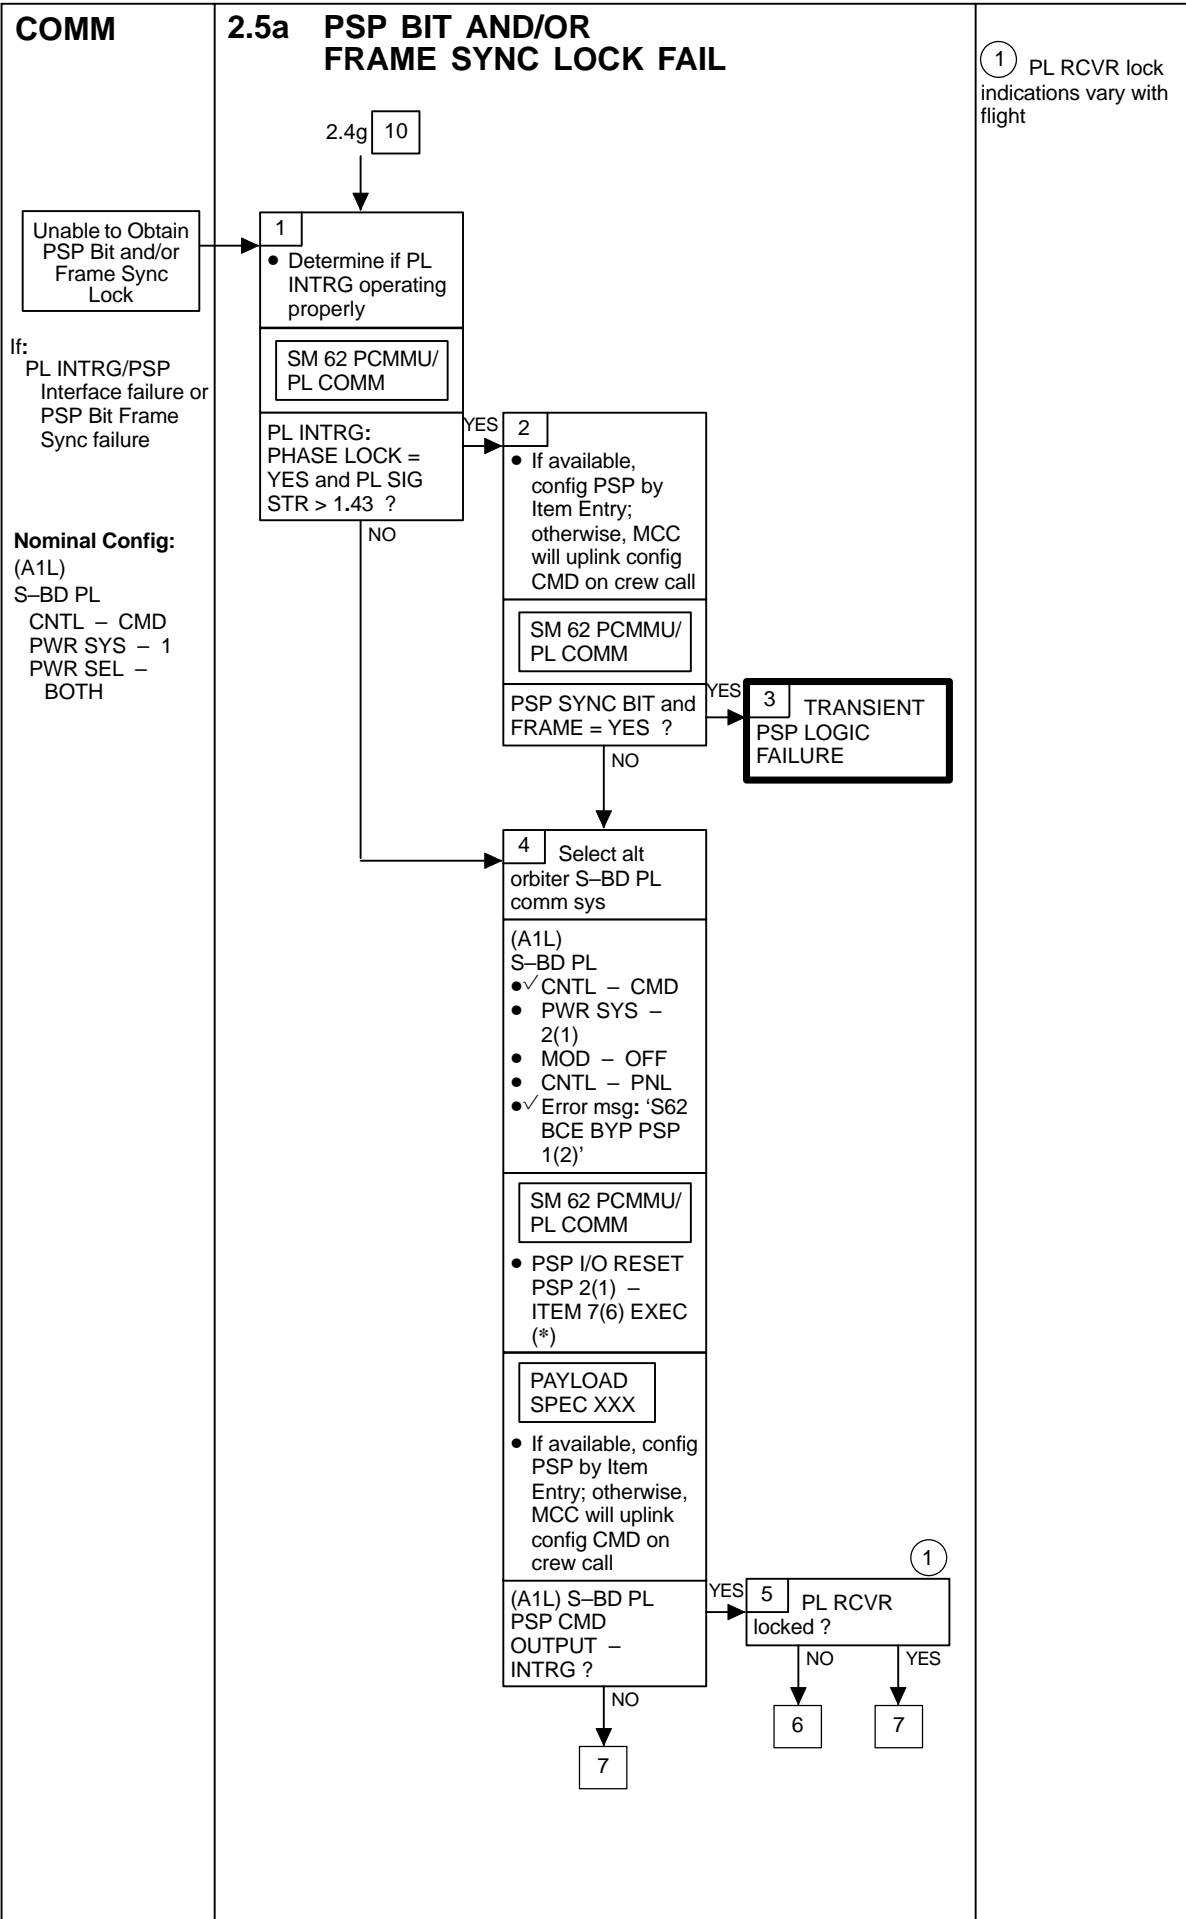 COMM
2.5a PSP BIT AND/OR
FRAME SYNC LOCK FAIL
1 PL RCVR lock
indications vary with
flight
2.4g 10
Unable to Obtain
PSP Bit and/or
Frame Sync
Lock
If:
PL INTRG/PSP
Interface failure or
PSP Bit Frame
Sync failure
Nominal Config:
(A1L)
S–BD PL
CNTL – CMD
PWR SYS – 1
PWR SEL –
BOTH
1
• Determine if PL
INTRG operating
properly
SM 62 PCMMU/
PL COMM
PL INTRG:
PHASE LOCK =
YES and PL SIG
STR > 1.43 ?
YES
NO
2
• If available,
config PSP by
Item Entry;
otherwise, MCC
will uplink config
CMD on crew call
SM 62 PCMMU/
PL COMM
PSP SYNC BIT and
FRAME = YES ?
YES
NO
3 TRANSIENT
PSP LOGIC
FAILURE
4 Select alt
orbiter S–BD PL
comm sys
(A1L)
S–BD PL
•√ CNTL – CMD
• PWR SYS –
2(1)
• MOD – OFF
• CNTL – PNL
•√ Error msg: ‘S62
BCE BYP PSP
1(2)’
SM 62 PCMMU/
PL COMM
• PSP I/O RESET
PSP 2(1) –
ITEM 7(6) EXEC
(*)
PAYLOAD
SPEC XXX
• If available, config
PSP by Item
Entry; otherwise,
MCC will uplink
config CMD on
crew call
(A1L) S–BD PL
PSP CMD
OUTPUT –
INTRG ?
YES
NO
7
1
5 PL RCVR
locked ?
NO YES
6 7